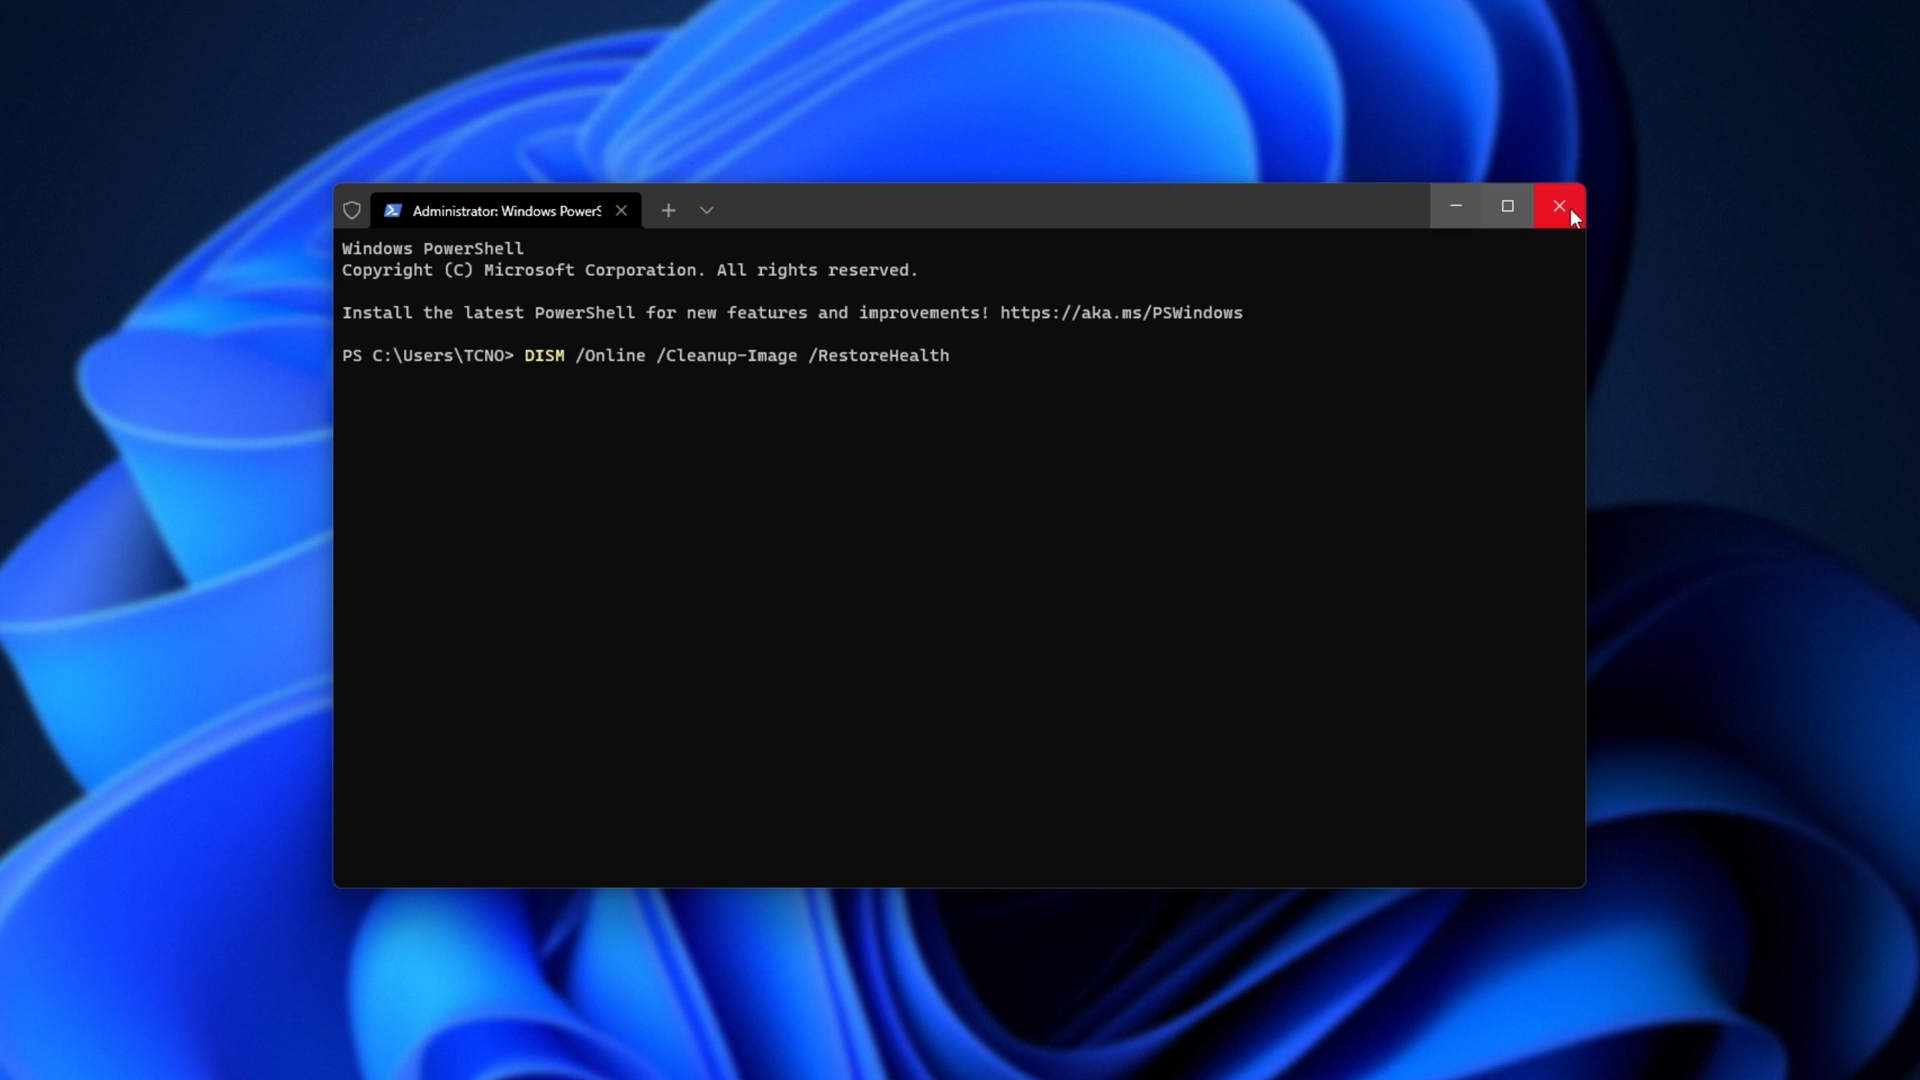 Administrator: Windows PowerS
Windows PowerShell
Copyright (C) Microsoft Corporation. All rights reserved.
Install the latest PowerShell for new features and improvements! https://aka.ms/PSWindows
PS C:\Users\TCNO> DISM /Online /Cleanup-Image /RestoreHealth